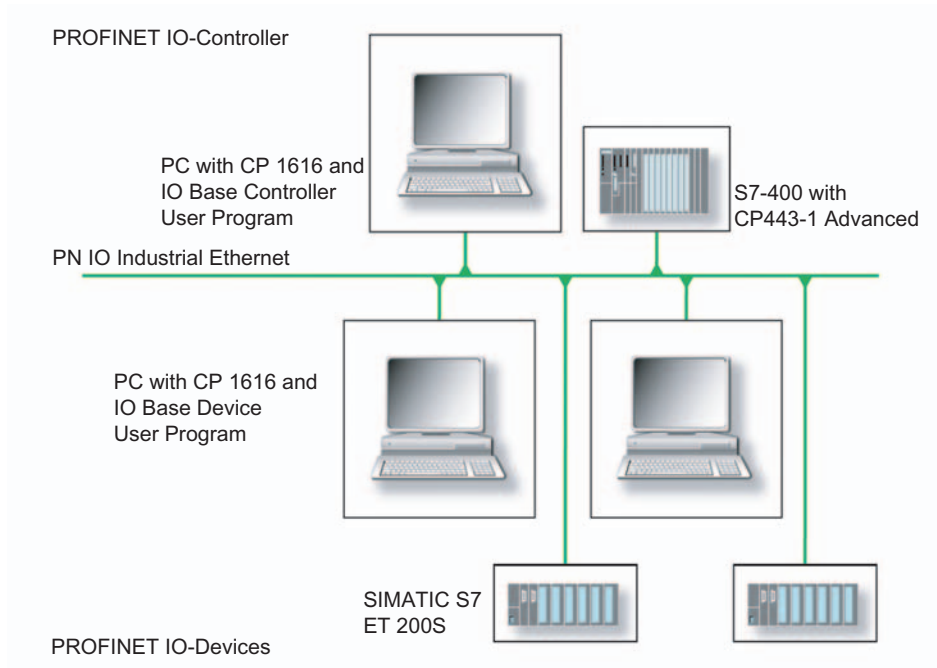 PROFINET IO-Controller
PC with CP 1616 and
IO Base Controller
User Program
S7-400 with
CP443-1 Advanced
PN IO Industrial Ethernet
PC with CP 1616 and
IO Base Device
User Program
SIMATIC S7
ET 200S
PROFINET IO-Devices